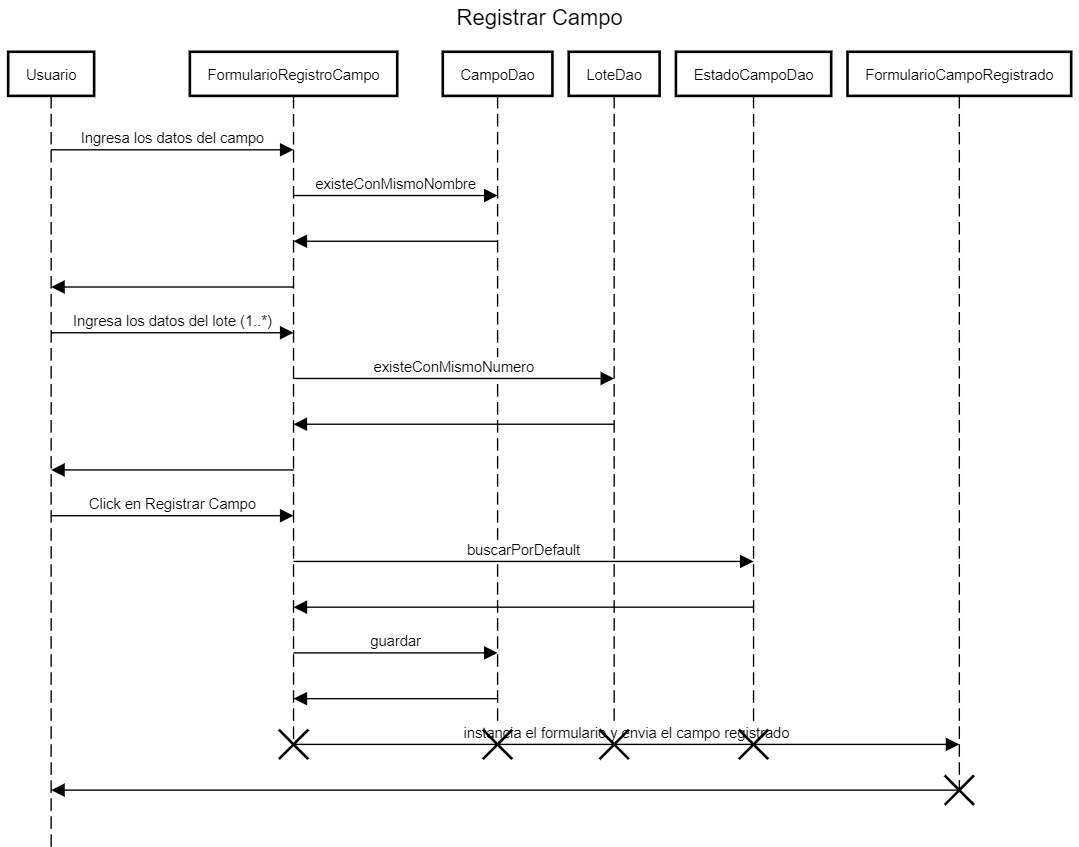 Registrar Campo
Usuario
FormularioRegistroCampo
CampoDao
LoteDao
EstadoCampoDao
FormularioCampoRegistrado
Ingresa los datos del campo
existeConMismoNombre
Ingresa los datos del lote (1..*)
existeConMismoNumero
Click en Registrar Campo
buscarPorDefault
guardar
instancia el formulario y envia el campo registrado